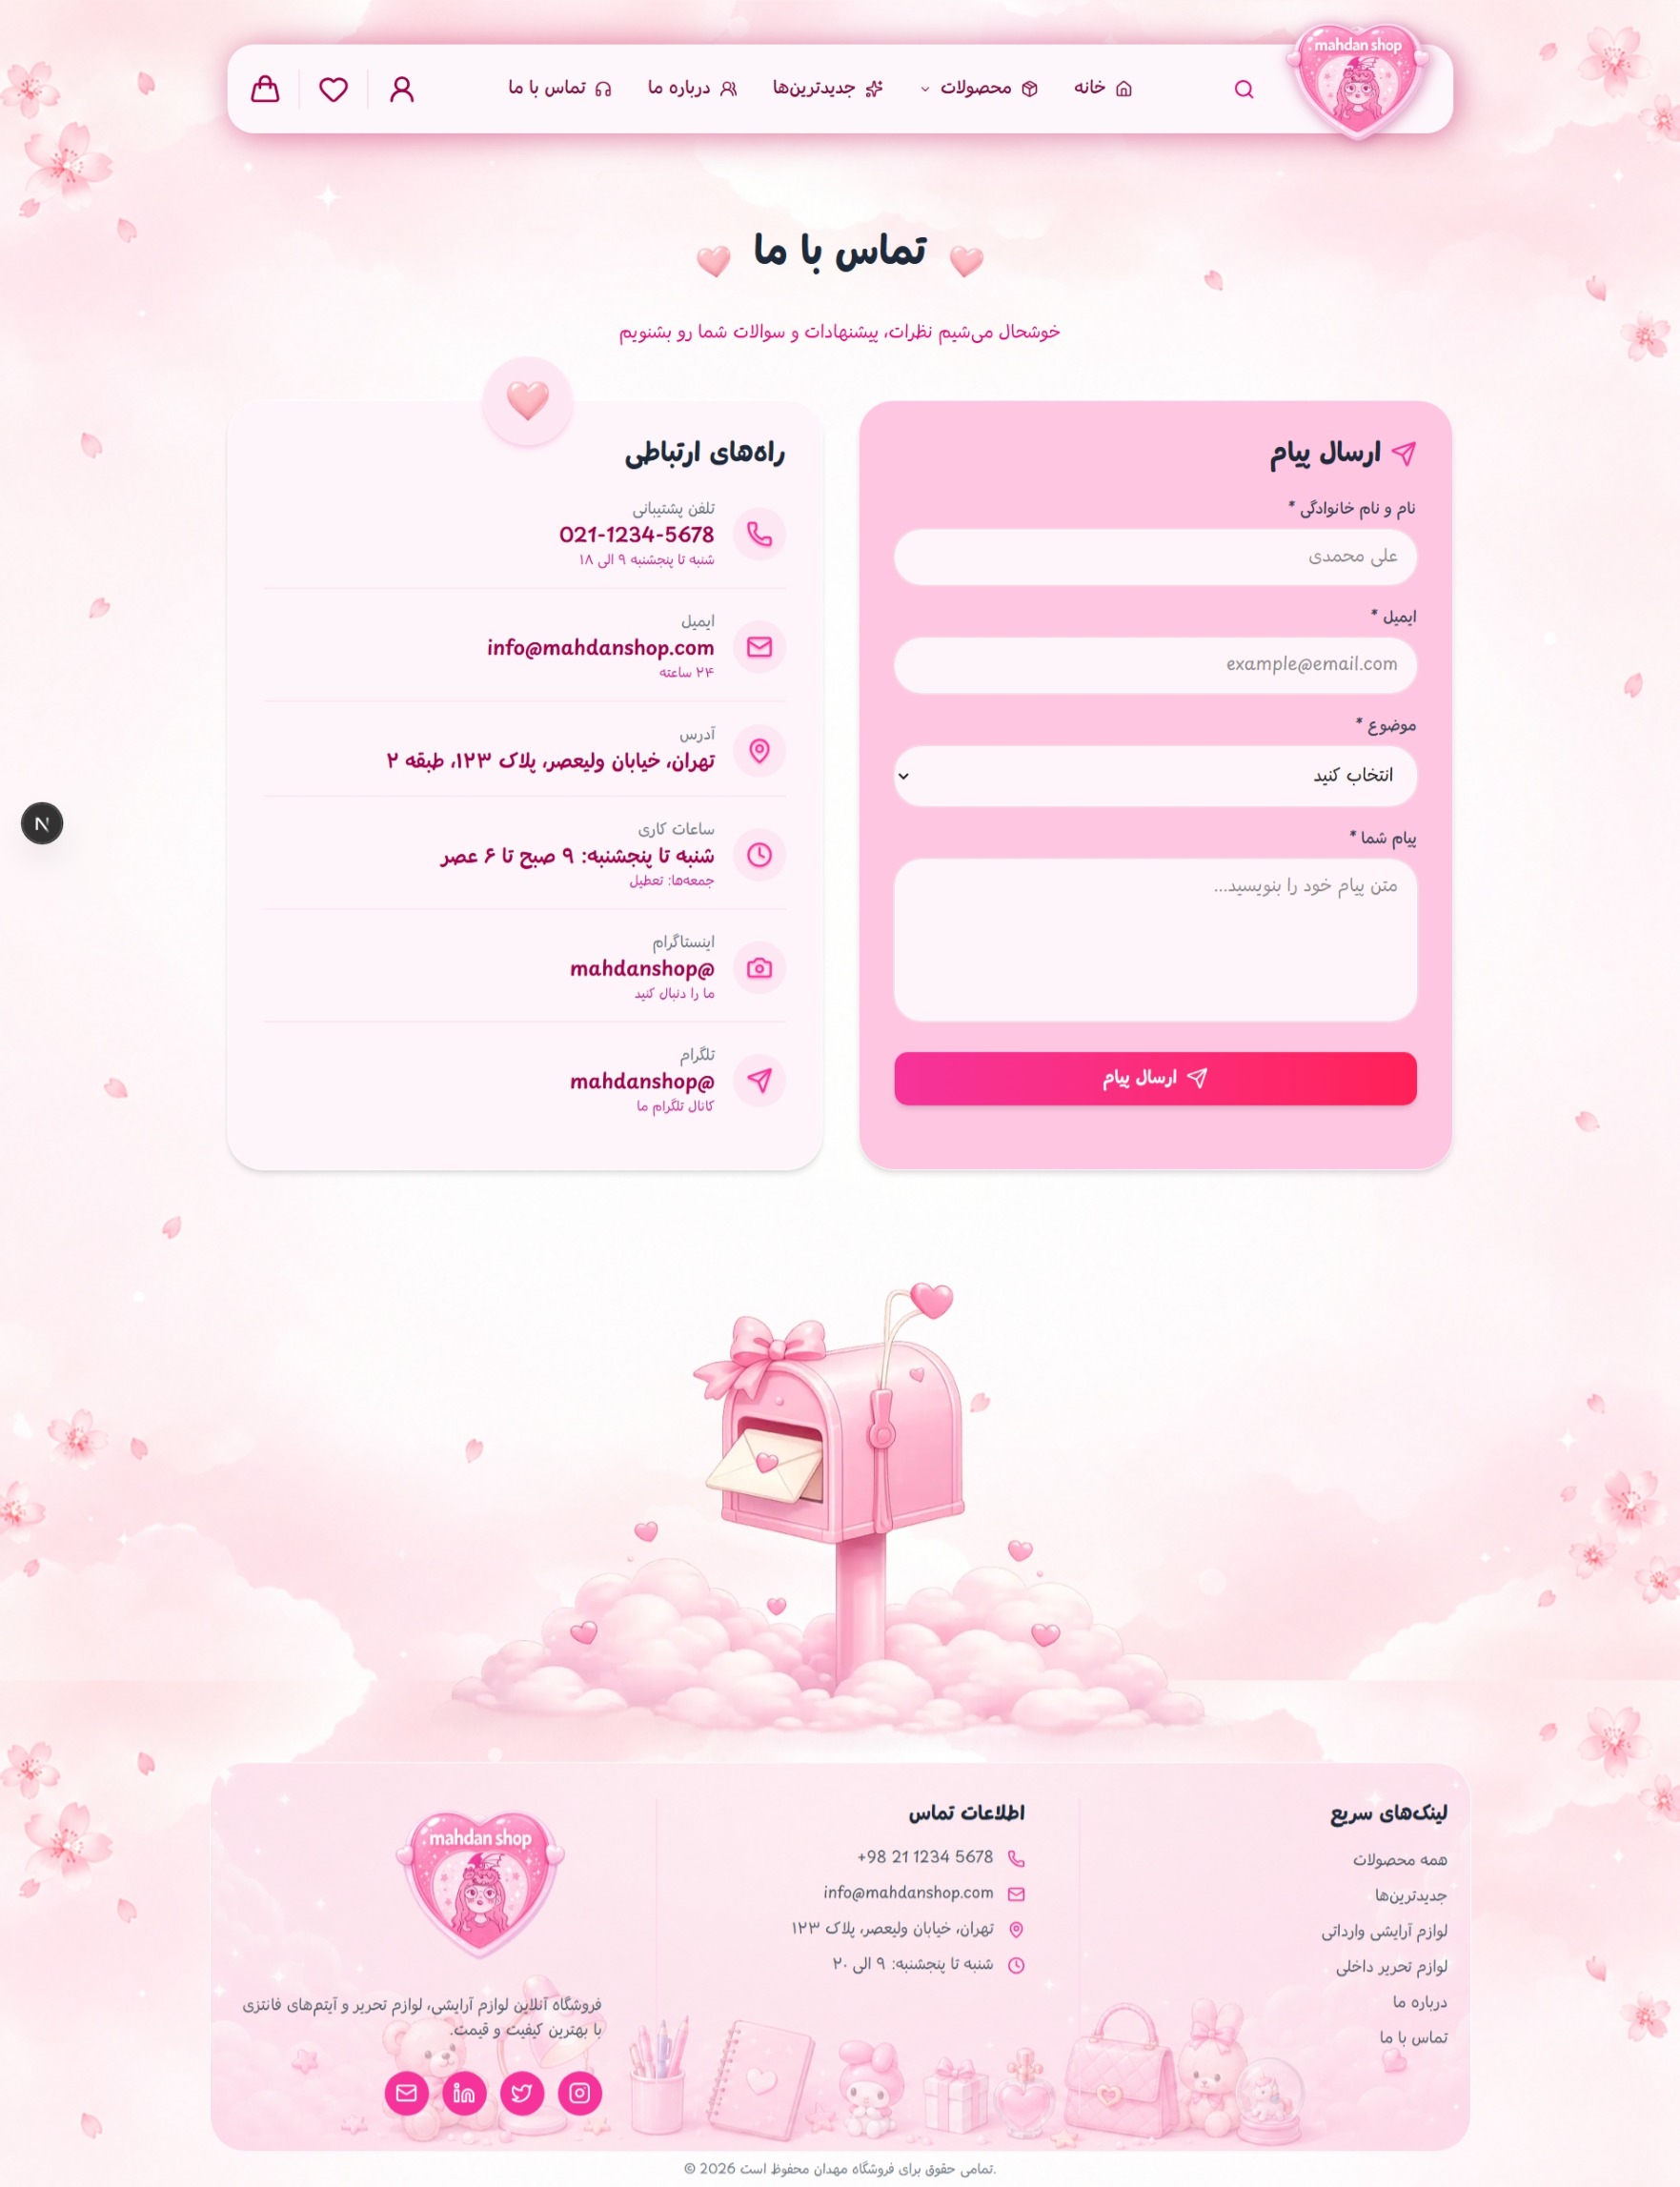 mahdan shop
خانه
محصولات
جدیدترین‌ها
درباره ما
تماس با ما
تماس با ما
خوشحال می‌شیم نظرات، پیشنهادات و سوالات شما رو بشنویم
ارسال پیام
نام و نام خانوادگی *
علی محمدی
ایمیل *
example@email.com
موضوع *
انتخاب کنید
پیام شما *
متن پیام خود را بنویسید...
ارسال پیام
راه‌های ارتباطی
تلفن پشتیبانی
021-1234-5678
شنبه تا پنجشنبه ۹ الی ۱۸
ایمیل
info@mahdanshop.com
۲۴ ساعته
آدرس
تهران، خیابان ولیعصر، پلاک ۱۲۳، طبقه ۲
ساعات کاری
شنبه تا پنجشنبه: ۹ صبح تا ۶ عصر
جمعه‌ها: تعطیل
اینستاگرام
mahdanshop@
ما را دنبال کنید
تلگرام
mahdanshop@
کانال تلگرام ما
N
لینک‌های سریع
همه محصولات
جدیدترین‌ها
لوازم آرایشی وارداتی
لوازم تحریر داخلی
درباره ما
تماس با ما
اطلاعات تماس
+98 21 1234 5678
info@mahdanshop.com
تهران، خیابان ولیعصر، پلاک ۱۲۳
شنبه تا پنجشنبه: ۹ الی ۲۰
mahdan shop
فروشگاه آنلاین لوازم آرایشی، لوازم تحریر و آیتم‌های فانتزی
با بهترین کیفیت و قیمت.
© 2026 تمامی حقوق برای فروشگاه مهدان محفوظ است.